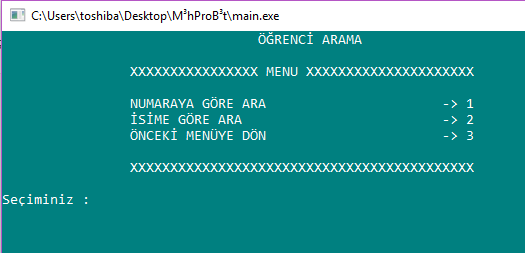 C:\Users\toshiba\Desktop\M³hProB³t\main.exe
ÖĞRENCİ ARAMA
XXXXXXXXXXXXXXXX MENU XXXXXXXXXXXXXXXXXXXXX
NUMARAYA GÖRE ARA -> 1
İSİME GÖRE ARA -> 2
ÖNCEKİ MENÜYE DÖN -> 3
XXXXXXXXXXXXXXXXXXXXXXXXXXXXXXXXXXXXXXXXXXX
Seçiminiz :